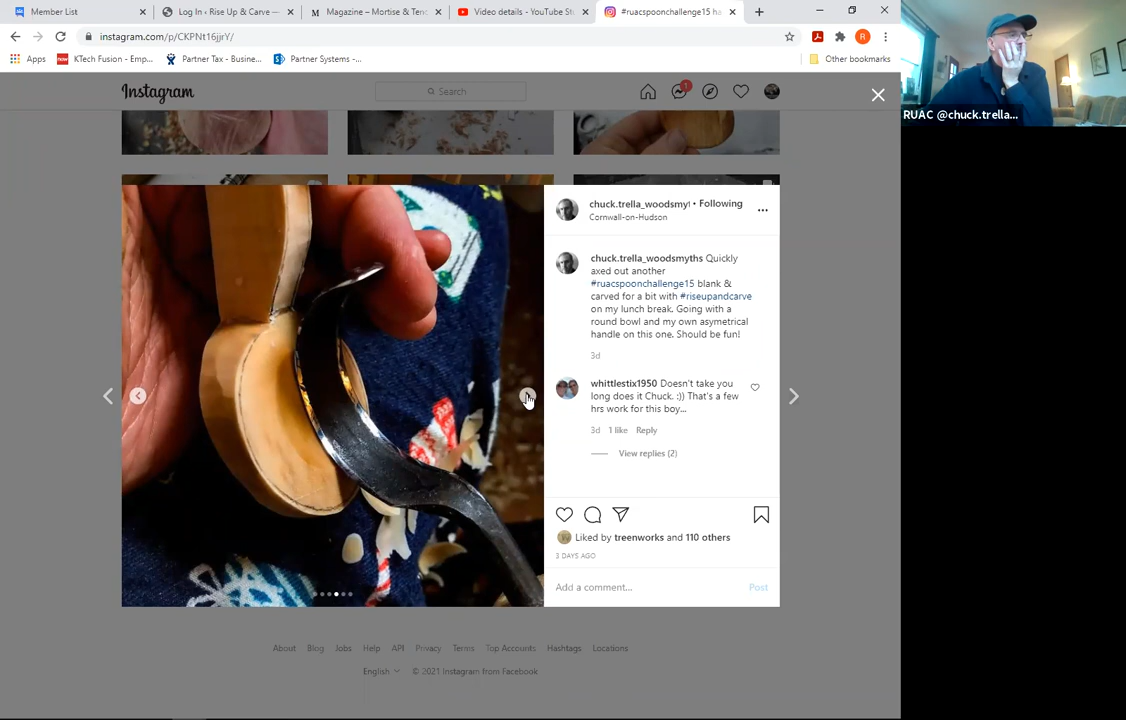 Member List
Log In ‹ Rise Up & Carve —
Magazine – Mortise & Ten
Video details - YouTube St
#ruacspoonchallenge15 ha
instagram.com/p/CKPNt16jjrY/
R
Apps
now
KTech Fusion - Emp...
Partner Tax - Busine...
Partner Systems -...
Other bookmarks
Instagram
Search
1
RUAC @chuck.trella...
chuck.trella_woodsmy • Following
Cornwall-on-Hudson
chuck.trella_woodsmyths Quickly
axed out another
#ruacspoonchallenge15 blank &
carved for a bit with #riseupandcarve
on my lunch break. Going with a
round bowl and my own asymetrical
handle on this one. Should be fun!
3d
whittlestix1950 Doesn't take you
long does it Chuck. :)) That's a few
hrs work for this boy...
3d 1 like Reply
View replies (2)
Liked by treenworks and 110 others
3 DAYS AGO
Add a comment... Post
About Blog Jobs Help API Privacy Terms Top Accounts Hashtags Locations
English © 2021 Instagram from Facebook